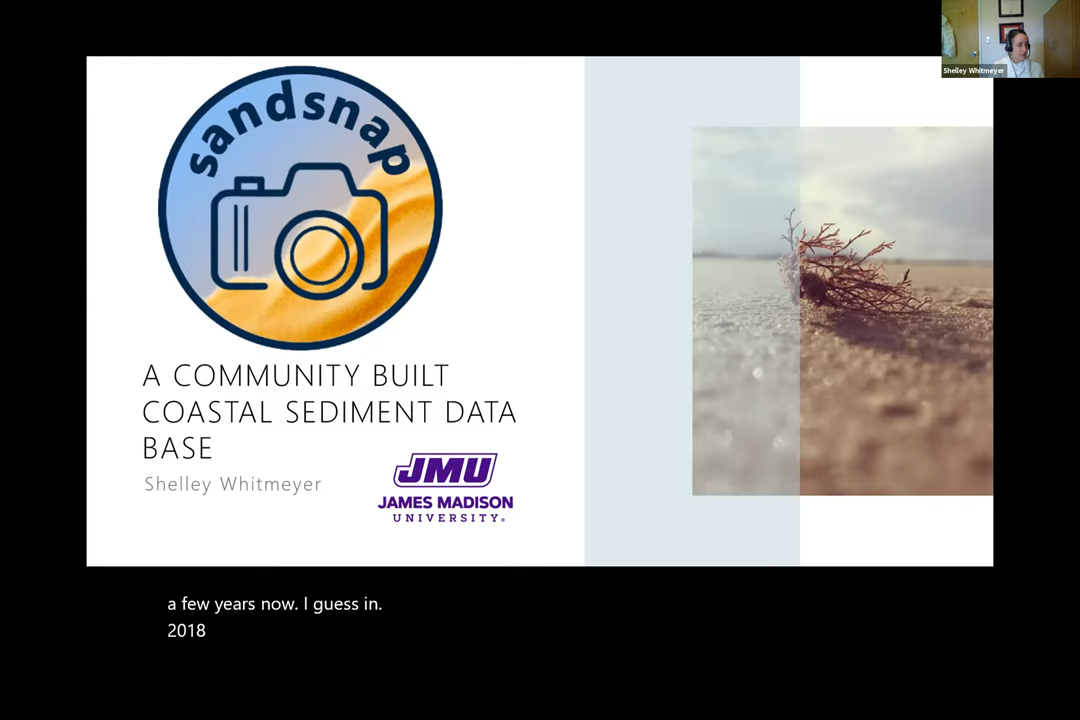 sandsnap
A COMMUNITY BUILT
COASTAL SEDIMENT DATA
BASE
Shelley Whitmeyer
JMU
JAMES MADISON
UNIVERSITY®
Shelley Whitmeyer
a few years now. I guess in.
2018